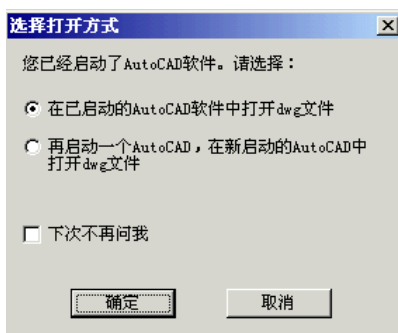 选择打开方式
您已经启动了AutoCAD软件。请选择：
在已启动的AutoCAD软件中打开dwg文件
再启动一个AutoCAD，在新启动的AutoCAD中
打开dwg文件
下次不再问我
确定 取消